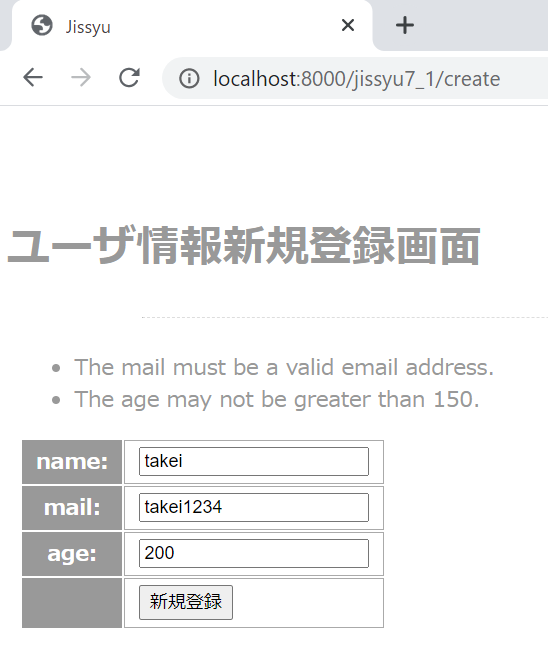 Jissyu
localhost:8000/jissyu7_1/create
ユーザ情報新規登録画面
The mail must be a valid email address.
The age may not be greater than 150.
name: takei
mail: takei1234
age: 200
新規登録